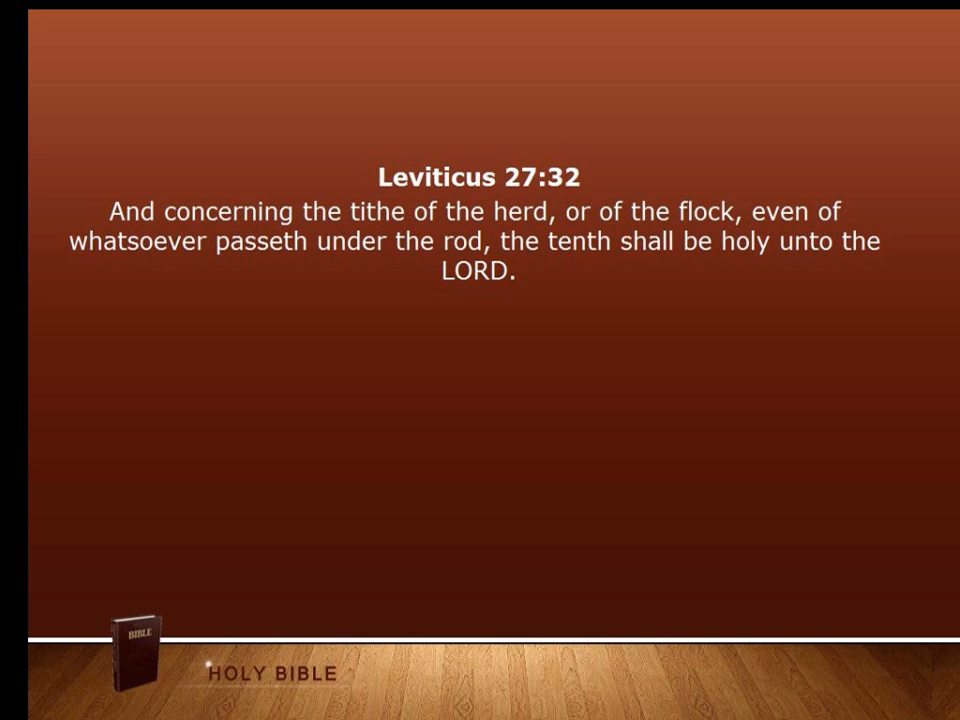 Leviticus 27:32
And concerning the tithe of the herd, or of the flock, even of
whatsoever passeth under the rod, the tenth shall be holy unto the
LORD.
BIBLE
HOLY BIBLE